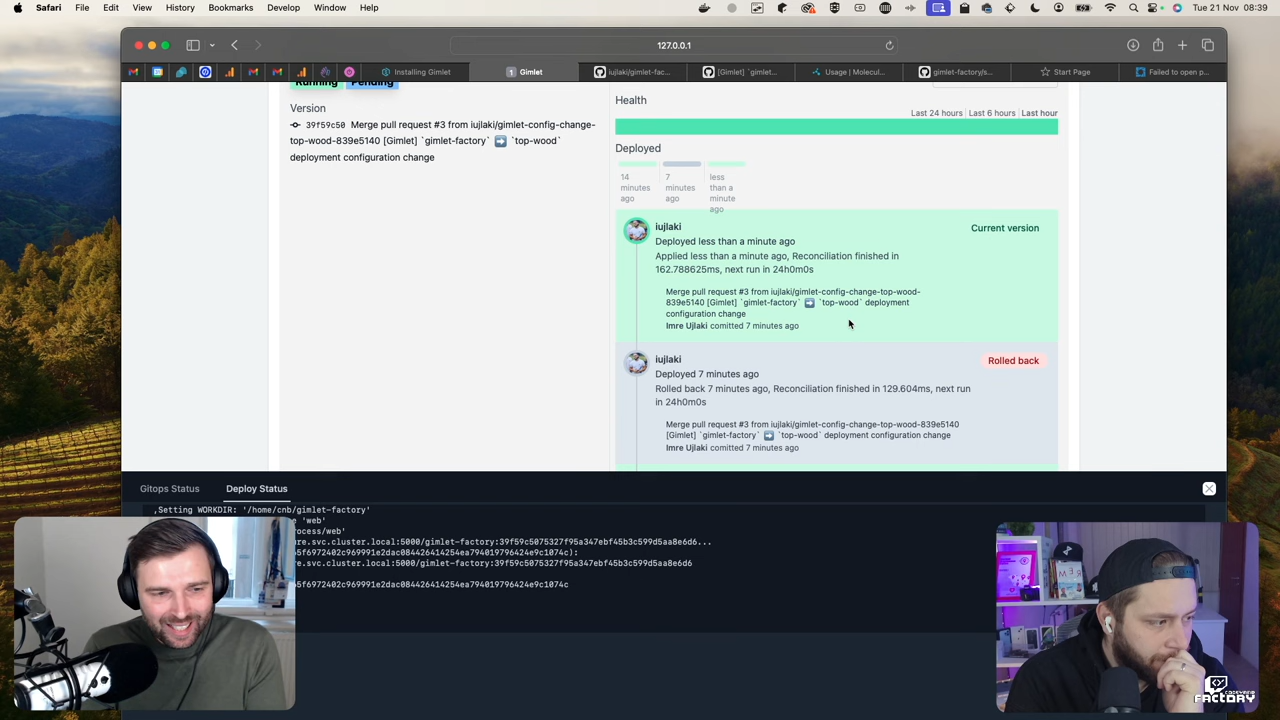 Safari File Edit View History Bookmarks Develop Window Help
Tue 21 Nov 08:39
127.0.0.1
Installing Gimlet
1 Gimlet
iujlaki/gimlet-fac...
[Gimlet] `gimlet...
Usage | Molecul...
gimlet-factory/s...
Start Page
Failed to open p...
Running Pending
Version
39f59c50 Merge pull request #3 from iujlaki/gimlet-config-change-
top-wood-839e5140 [Gimlet] `gimlet-factory` ➡️ `top-wood`
deployment configuration change
Health
Last 24 hours | Last 6 hours | Last hour
Deployed
14 minutes ago
7 minutes ago
less than a minute ago
iujlaki
Current version
Deployed less than a minute ago
Applied less than a minute ago, Reconciliation finished in
162.788625ms, next run in 24h0m0s
Merge pull request #3 from iujlaki/gimlet-config-change-top-wood-
839e5140 [Gimlet] `gimlet-factory` ➡️ `top-wood` deployment
configuration change
Imre Ujlaki comitted 7 minutes ago
iujlaki
Rolled back
Deployed 7 minutes ago
Rolled back 7 minutes ago, Reconciliation finished in 129.604ms, next run
in 24h0m0s
Merge pull request #3 from iujlaki/gimlet-config-change-top-wood-839e5140
[Gimlet] `gimlet-factory` ➡️ `top-wood` deployment configuration change
Imre Ujlaki comitted 7 minutes ago
Gitops Status Deploy Status
,Setting WORKDIR: '/home/cnb/gimlet-factory'
'web'
rocess/web'
re.svc.cluster.local:5000/gimlet-factory:39f59c5075327f95a347ebf45b3c599d5aa8e6d6...
5f6972402c969991e2dac084426414254ea794019796424e9c1074c):
re.svc.cluster.local:5000/gimlet-factory:39f59c5075327f95a347ebf45b3c599d5aa8e6d6
5f6972402c969991e2dac084426414254ea794019796424e9c1074c
CODEVERIA
FACTORY